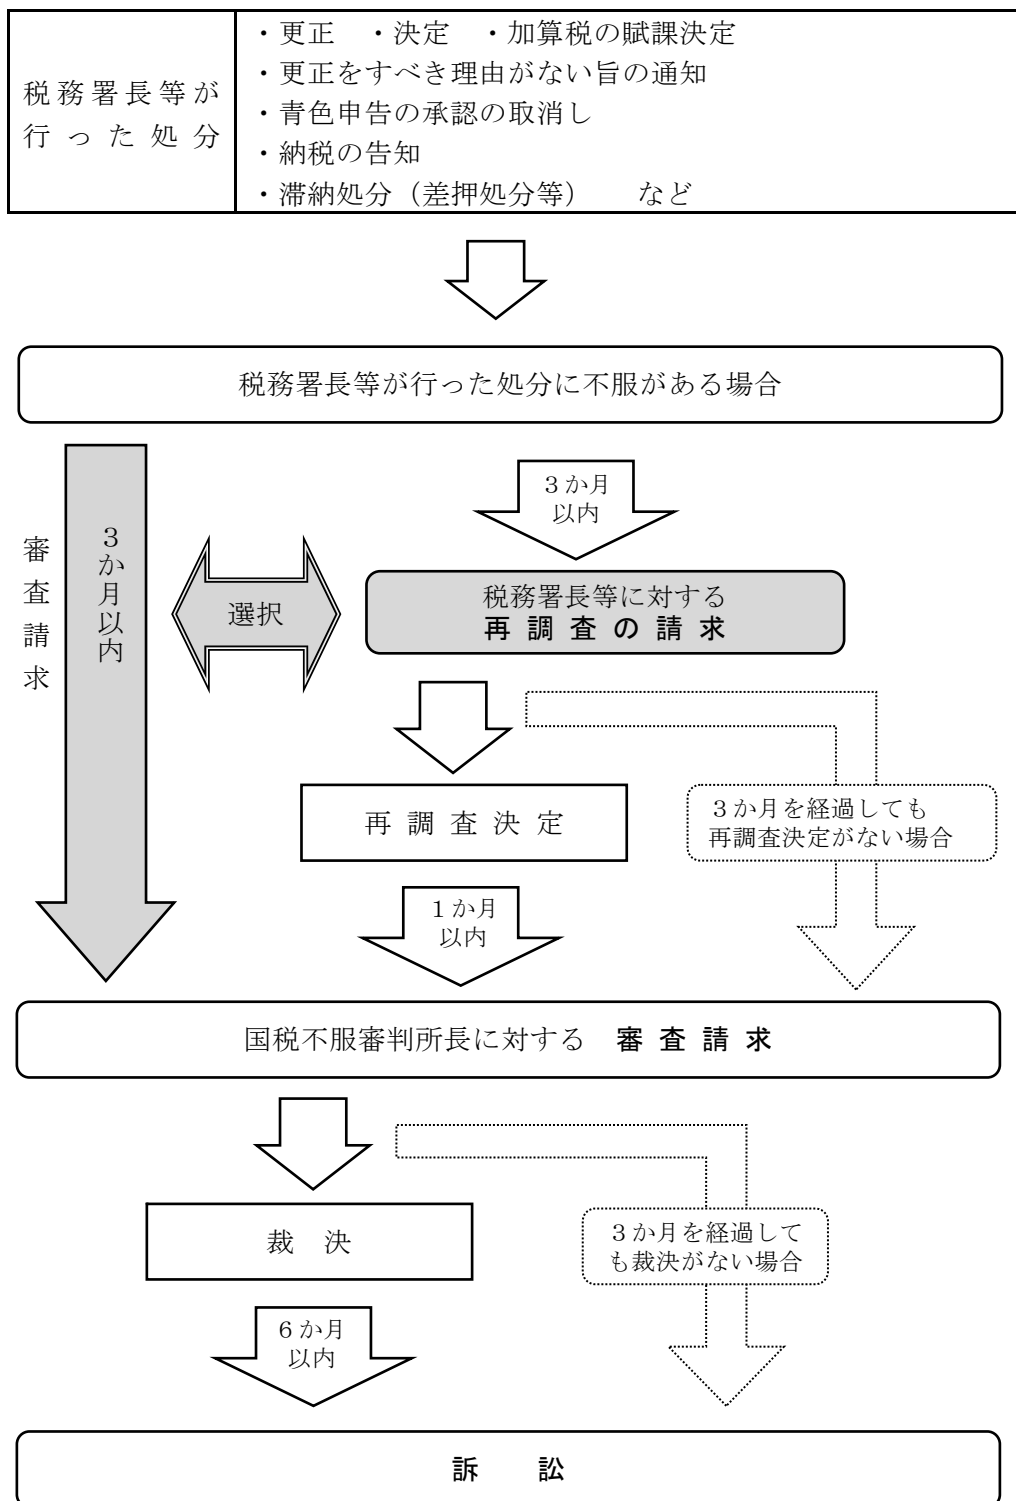 税務署長等が
行った処分
・更正　・決定　・加算税の賦課決定
・更正をすべき理由がない旨の通知
・青色申告の承認の取消し
・納税の告知
・滞納処分（差押処分等）　など
税務署長等が行った処分に不服がある場合
審査請求
３か月以内
３か月
以内
選択
税務署長等に対する
再調査の請求
再調査決定
３か月を経過しても
再調査決定がない場合
１か月
以内
国税不服審判所長に対する　審査請求
裁決
３か月を経過して
も裁決がない場合
６か月
以内
訴訟